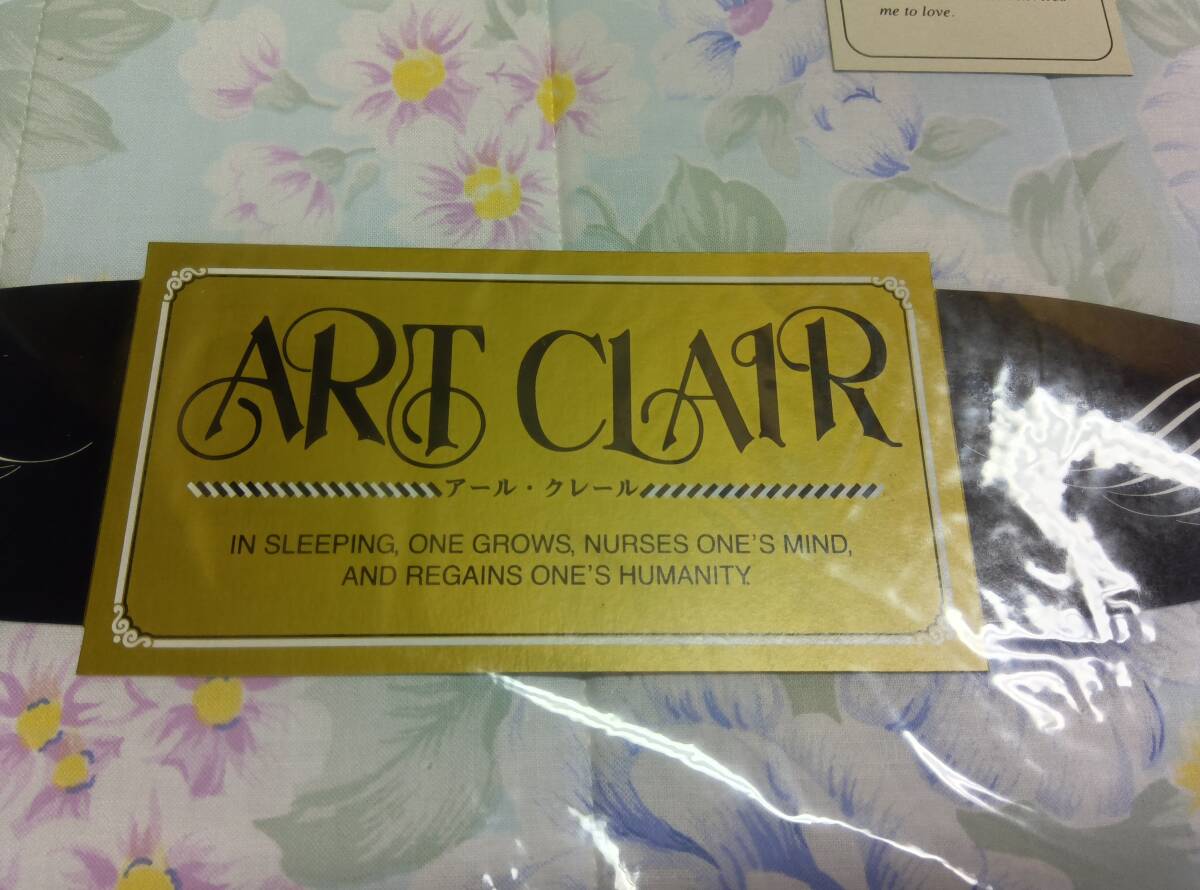 me to love.
ART CLAIR
アール・クレール
IN SLEEPING, ONE GROWS, NURSES ONE'S MIND,
AND REGAINS ONE'S HUMANITY.